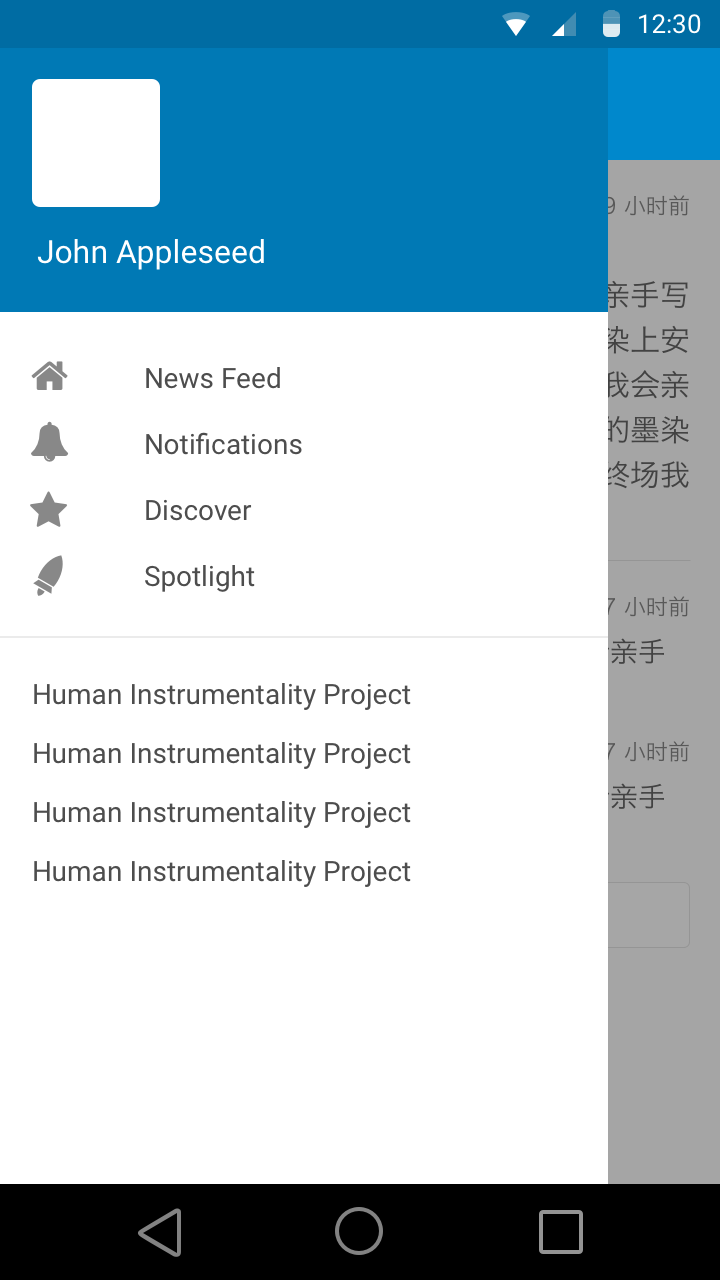 12:30
John Appleseed
News Feed
Notifications
Discover
Spotlight
Human Instrumentality Project
Human Instrumentality Project
Human Instrumentality Project
Human Instrumentality Project
9 小时前
亲手写
染上安
我会亲
的墨染
终场我
7 小时前
亲手
7 小时前
亲手